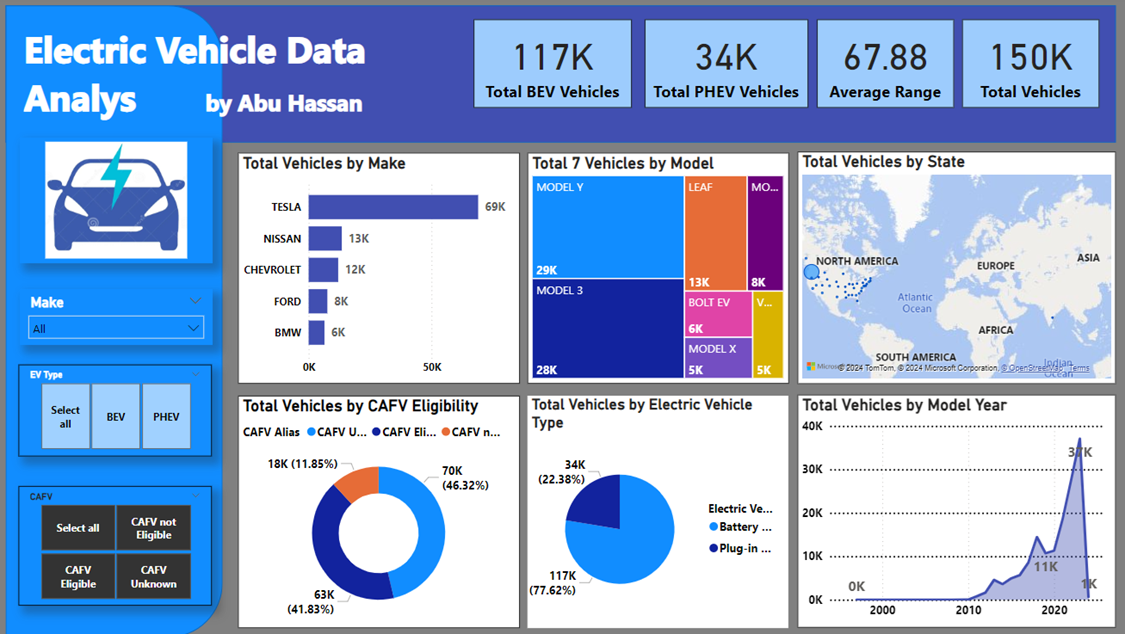 Electric Vehicle Data
Analys by Abu Hassan
117K
Total BEV Vehicles
34K
Total PHEV Vehicles
67.88
Average Range
150K
Total Vehicles
Make
All
EV Type
Select all
BEV
PHEV
CAFV
Select all
CAFV not Eligible
CAFV Eligible
CAFV Unknown
Total Vehicles by Make
TESLA 69K
NISSAN 13K
CHEVROLET 12K
FORD 8K
BMW 6K
0K 50K
Total 7 Vehicles by Model
MODEL Y
29K
MODEL 3
28K
LEAF
13K
MO...
8K
BOLT EV
6K
MODEL X
5K
V...
5K
Total Vehicles by State
NORTH AMERICA
EUROPE
ASIA
Atlantic
Ocean
AFRICA
SOUTH AMERICA
Indian
Ocean
© 2024 TomTom, © 2024 Microsoft Corporation, © OpenStreetMap Terms
Total Vehicles by CAFV Eligibility
CAFV Alias CAFV U... CAFV Eli... CAFV n...
18K (11.85%)
70K
(46.32%)
63K
(41.83%)
Total Vehicles by Electric Vehicle
Type
34K
(22.38%)
117K
(77.62%)
Electric Ve...
Battery ...
Plug-in ...
Total Vehicles by Model Year
40K
30K
20K
10K
0K
0K
11K
37K
1K
2000 2010 2020